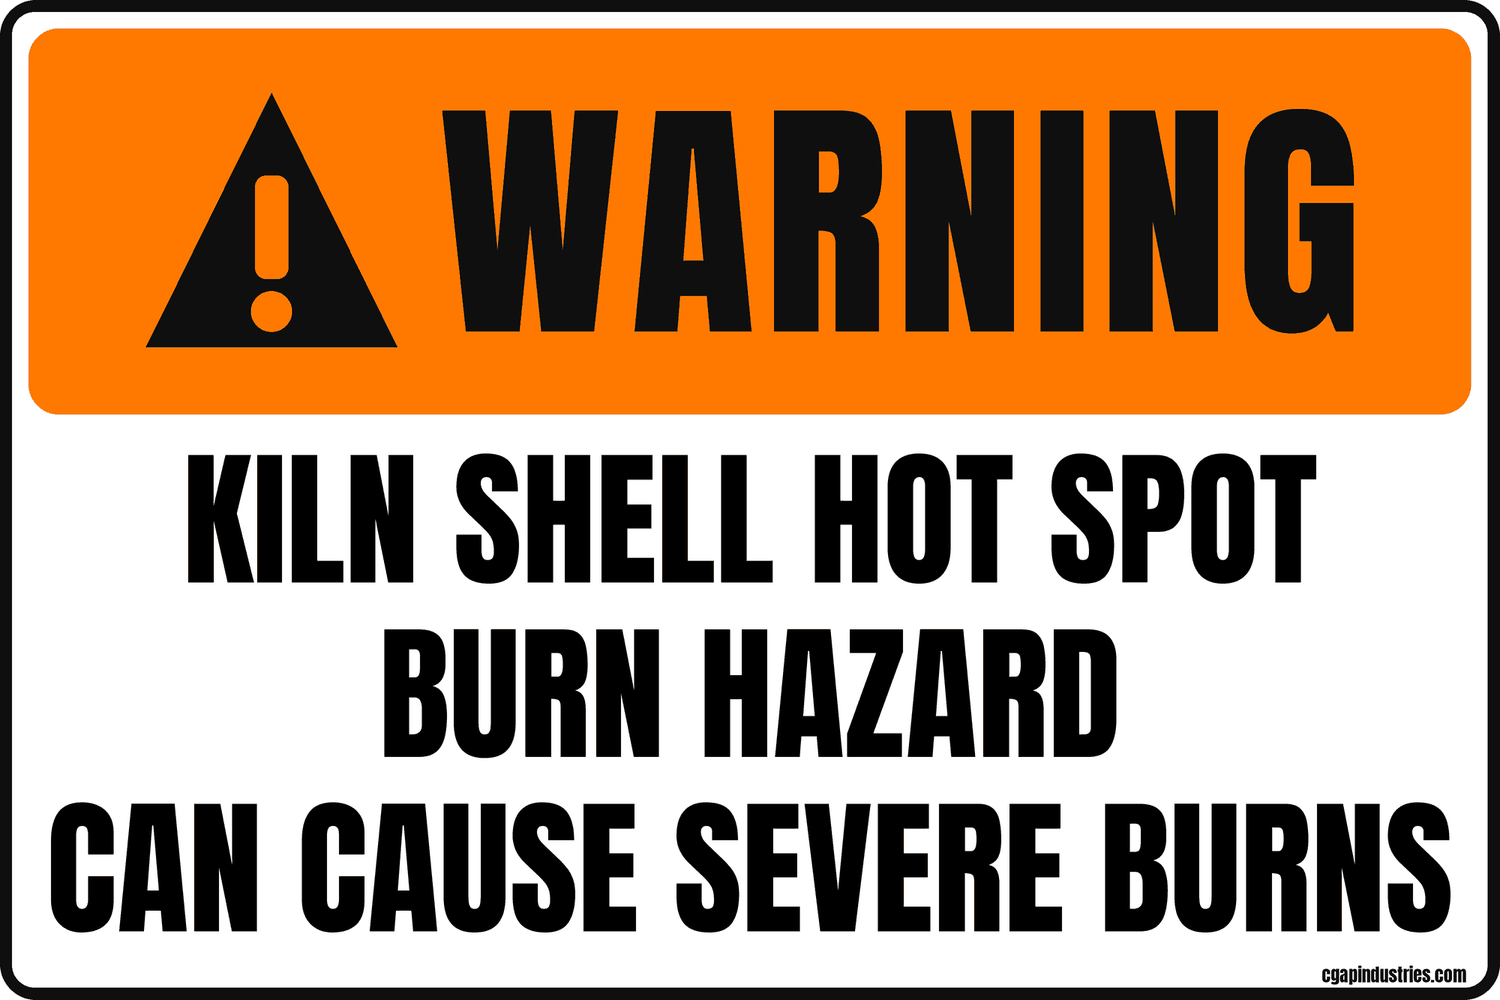 WARNING
KILN SHELL HOT SPOT
BURN HAZARD
CAN CAUSE SEVERE BURNS
cgapindustries.com